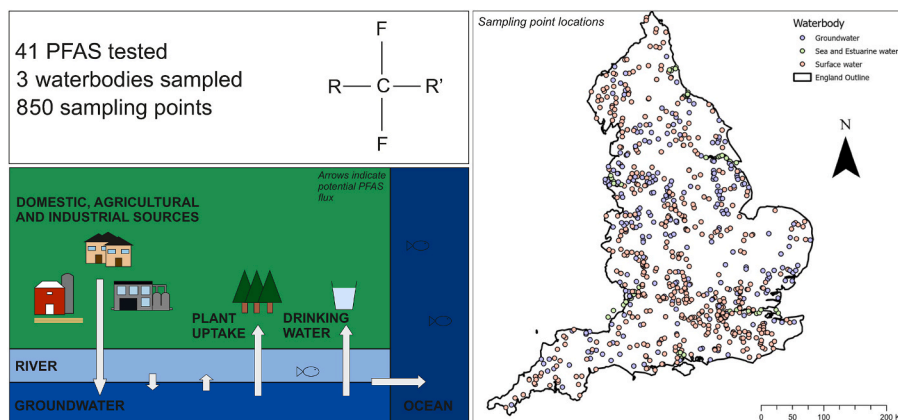 41 PFAS tested
3 waterbodies sampled
850 sampling points
F
R C R'
F
Arrows indicate
potential PFAS
flux
DOMESTIC, AGRICULTURAL
AND INDUSTRIAL SOURCES
PLANT
UPTAKE
DRINKING
WATER
RIVER
GROUNDWATER
OCEAN
Sampling point locations
Waterbody
Groundwater
Sea and Estuarine water
Surface water
England Outline
N
0 50 100 200 K